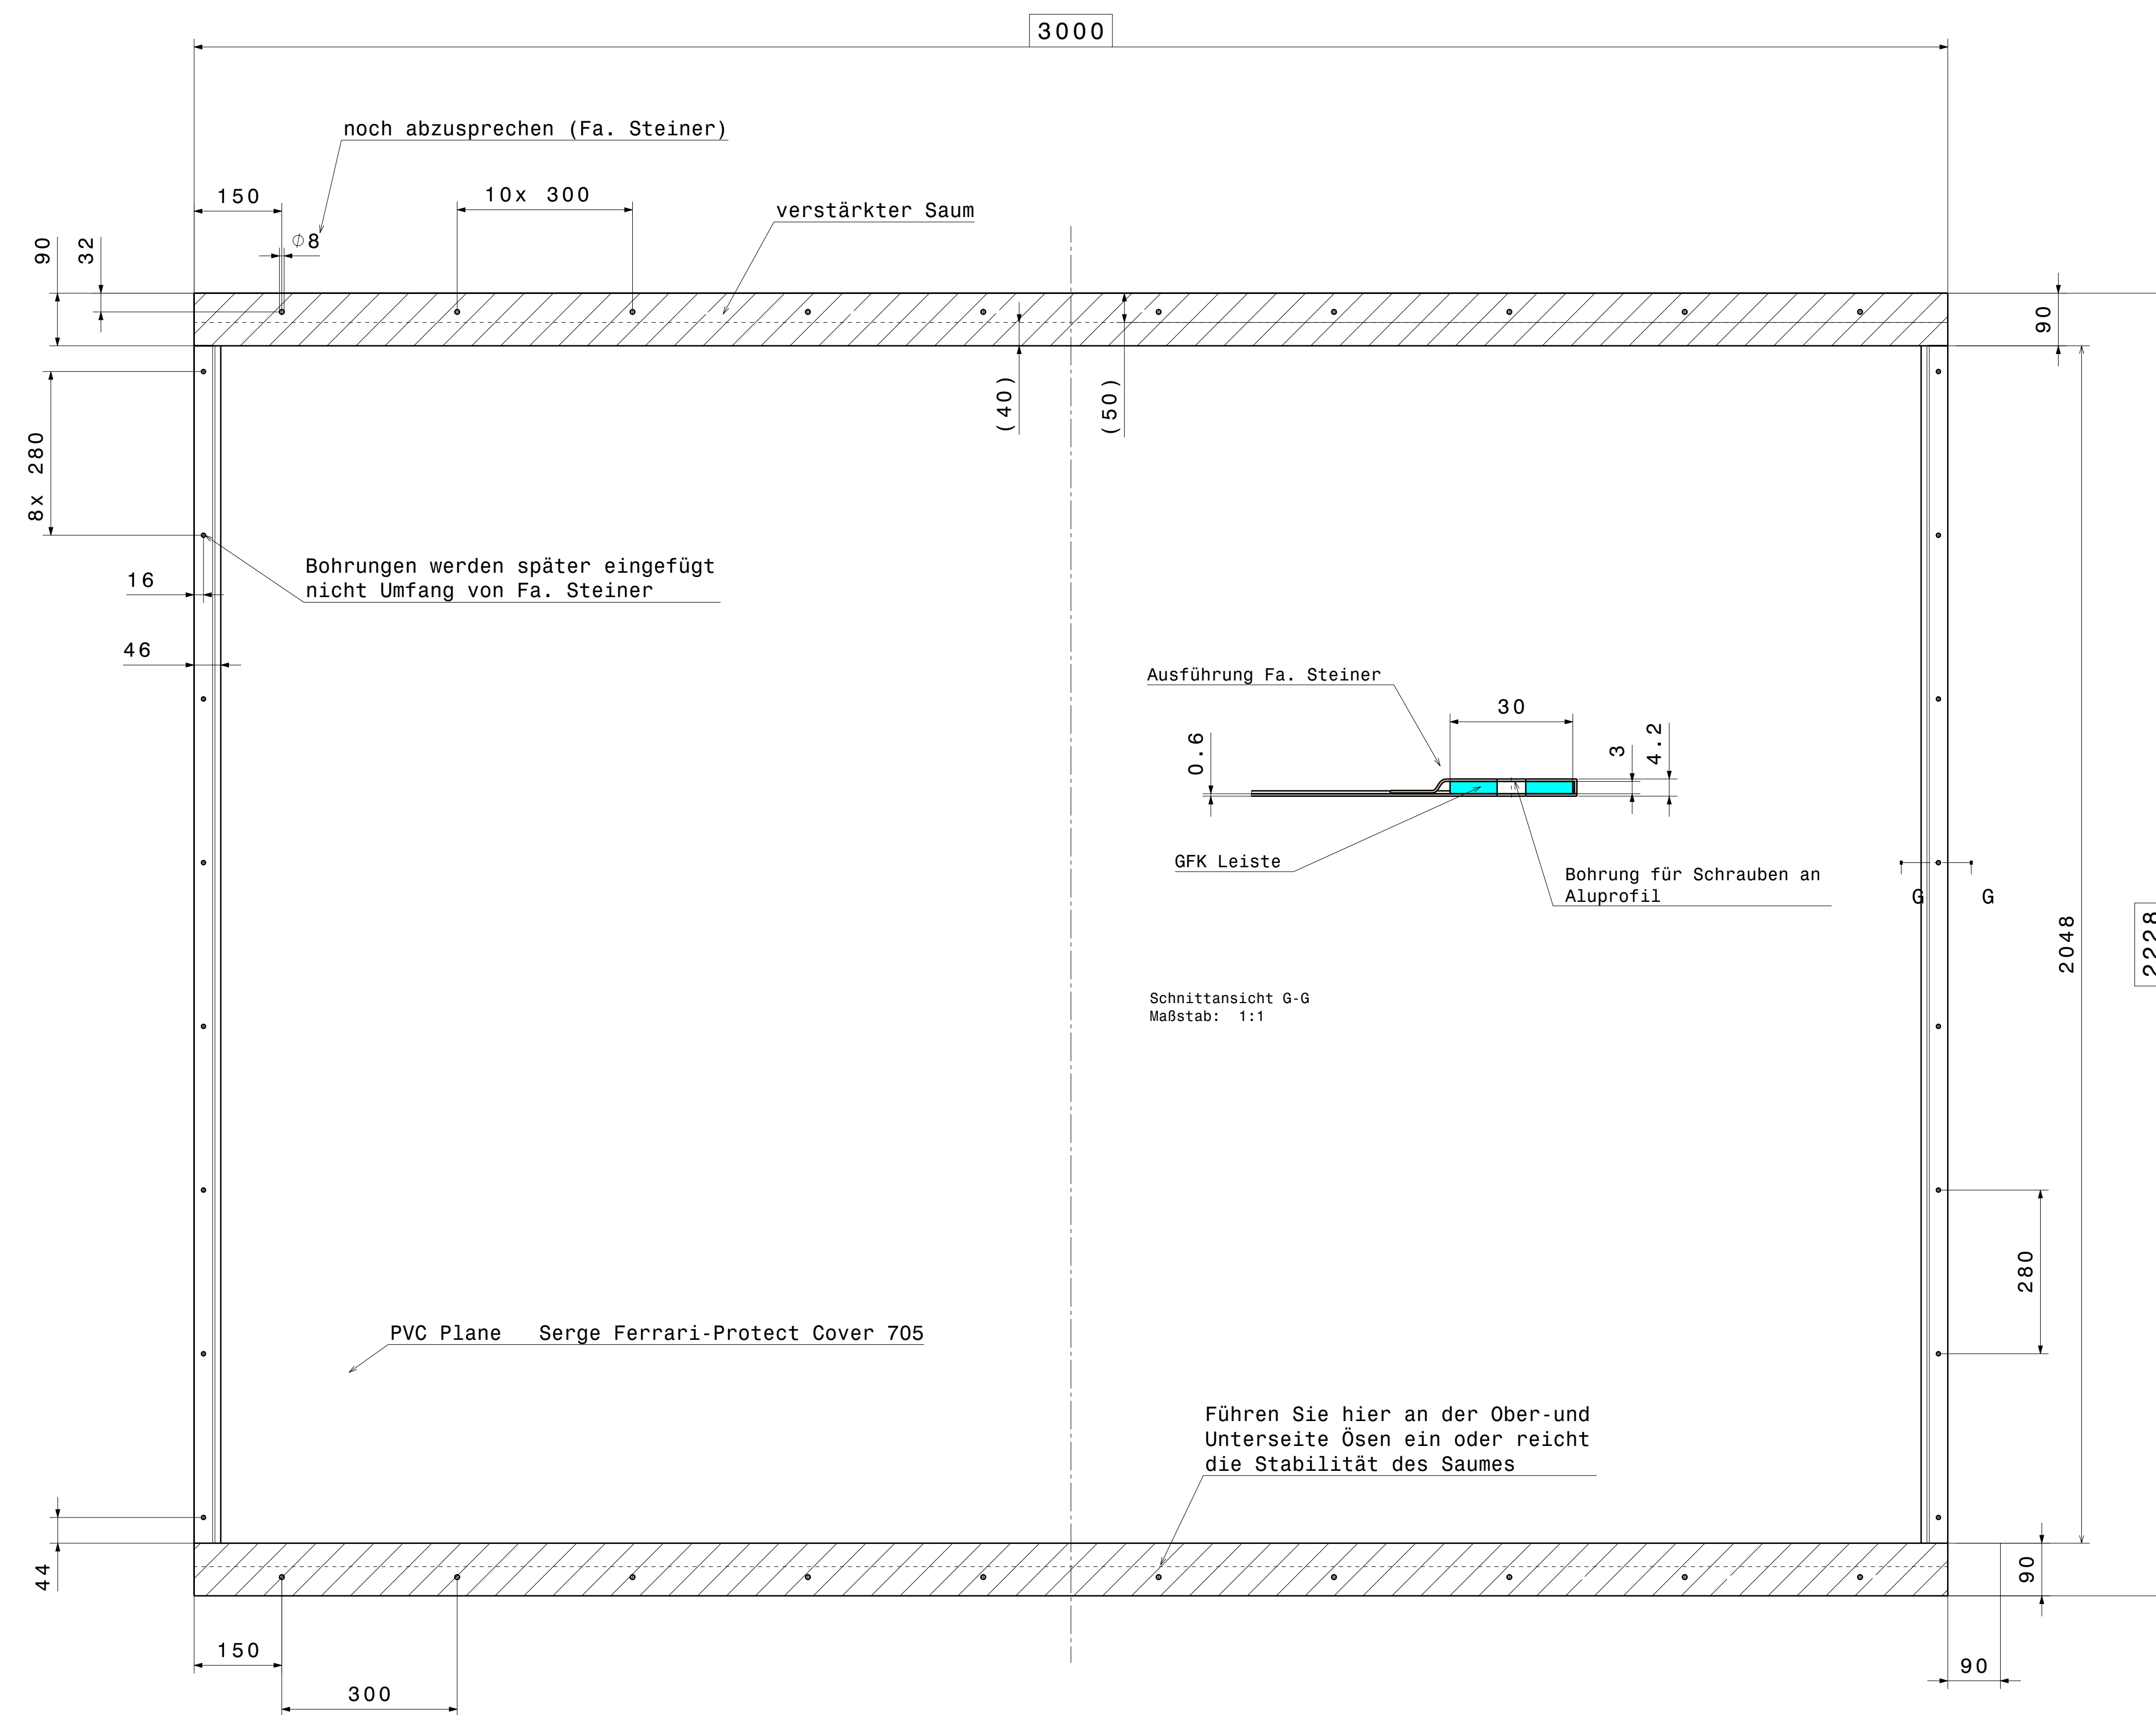 3000
noch abzusprechen (Fa. Steiner)
150
10x 300
verstärkter Saum
90
32
∅8
90
(40)
(50)
8x 280
Bohrungen werden später eingefügt
nicht Umfang von Fa. Steiner
16
46
Ausführung Fa. Steiner
30
0.6
3
4.2
GFK Leiste
Bohrung für Schrauben an
Aluprofil
G
G
2048
2228
Schnittansicht G-G
Maßstab: 1:1
280
PVC Plane Serge Ferrari-Protect Cover 705
Führen Sie hier an der Ober-und
Unterseite Ösen ein oder reicht
die Stabilität des Saumes
44
90
150
90
300